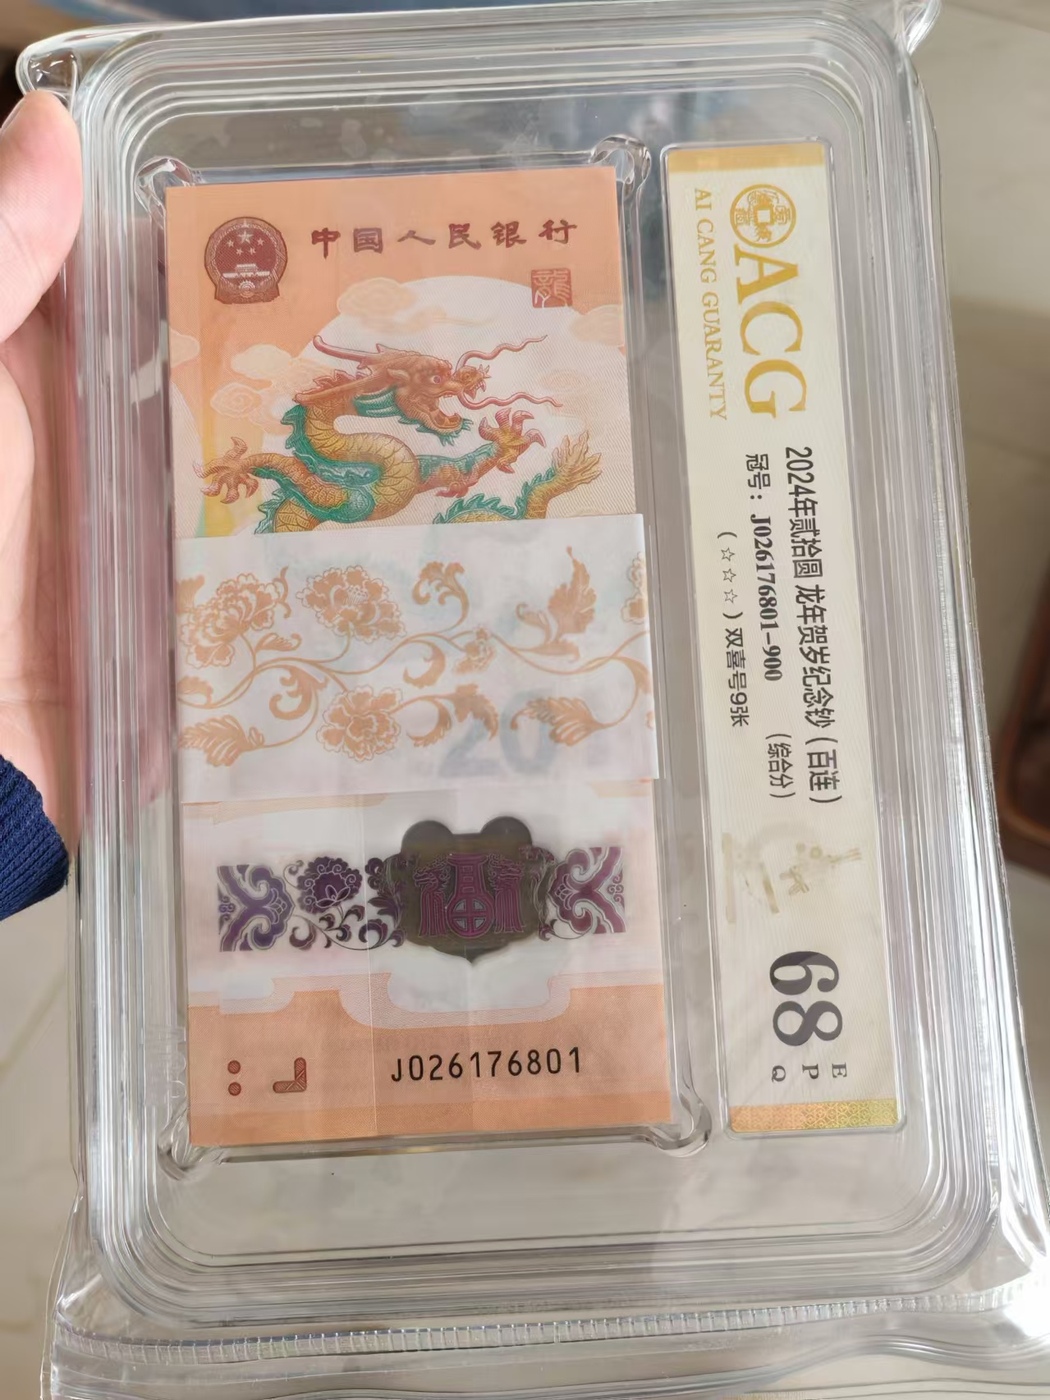 中国人民银行
龍
20
J026176801
ACG
AI CANG GUARANTY
2024年贰拾圆 龙年贺岁纪念钞（百连）
冠号：J026176801-900 （综合分）
（☆☆☆）双喜号9张
68
E
P
Q